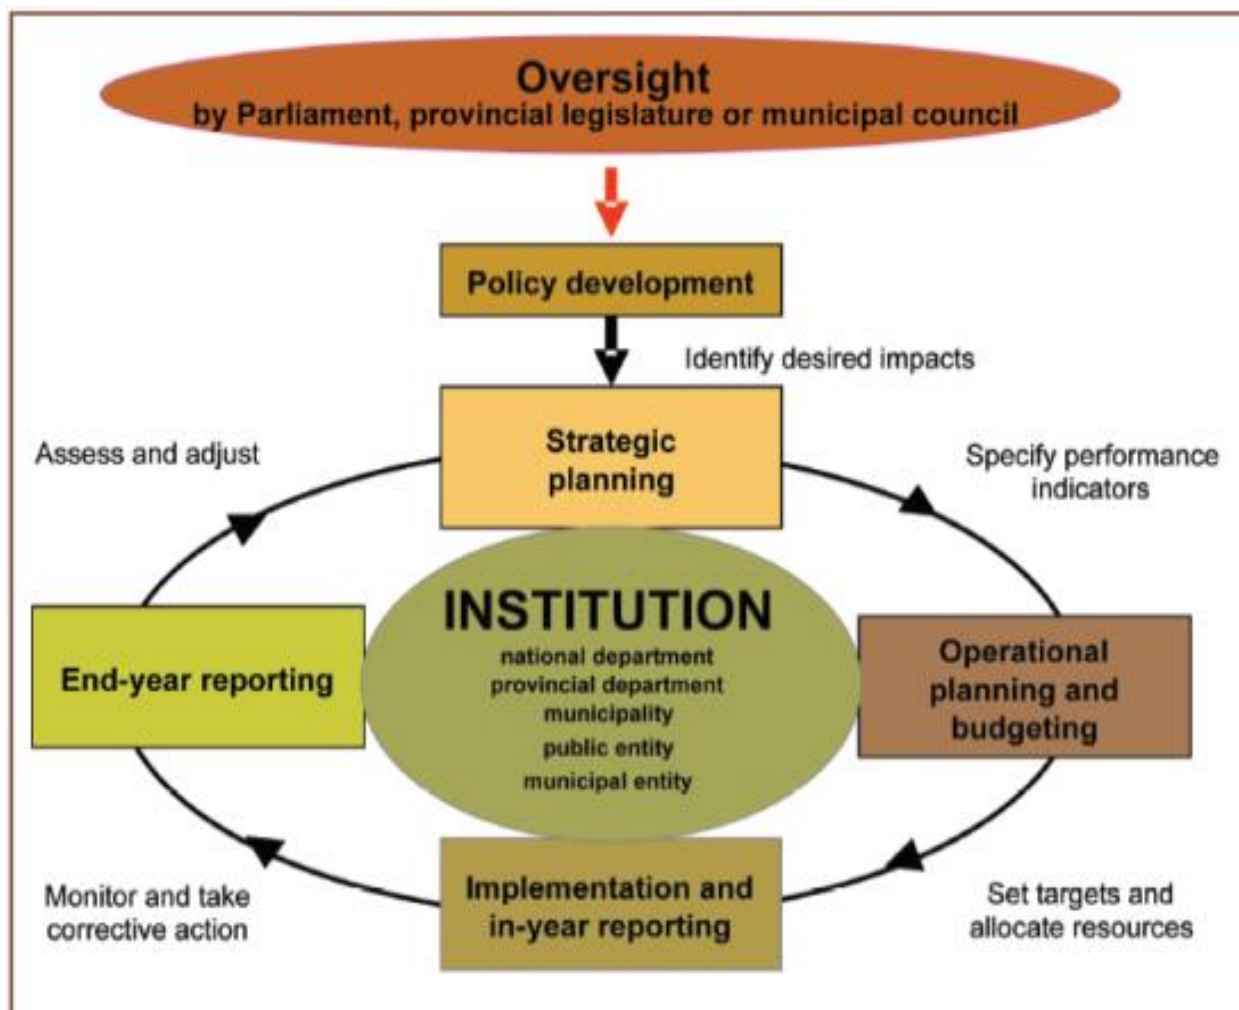 Oversight
by Parliament, provincial legislature or municipal council
Policy development
Identify desired impacts
Strategic
planning
Assess and adjust
Specify performance
indicators
INSTITUTION
national department
provincial department
municipality
public entity
municipal entity
End-year reporting
Operational
planning and
budgeting
Implementation and
in-year reporting
Monitor and take
corrective action
Set targets and
allocate resources